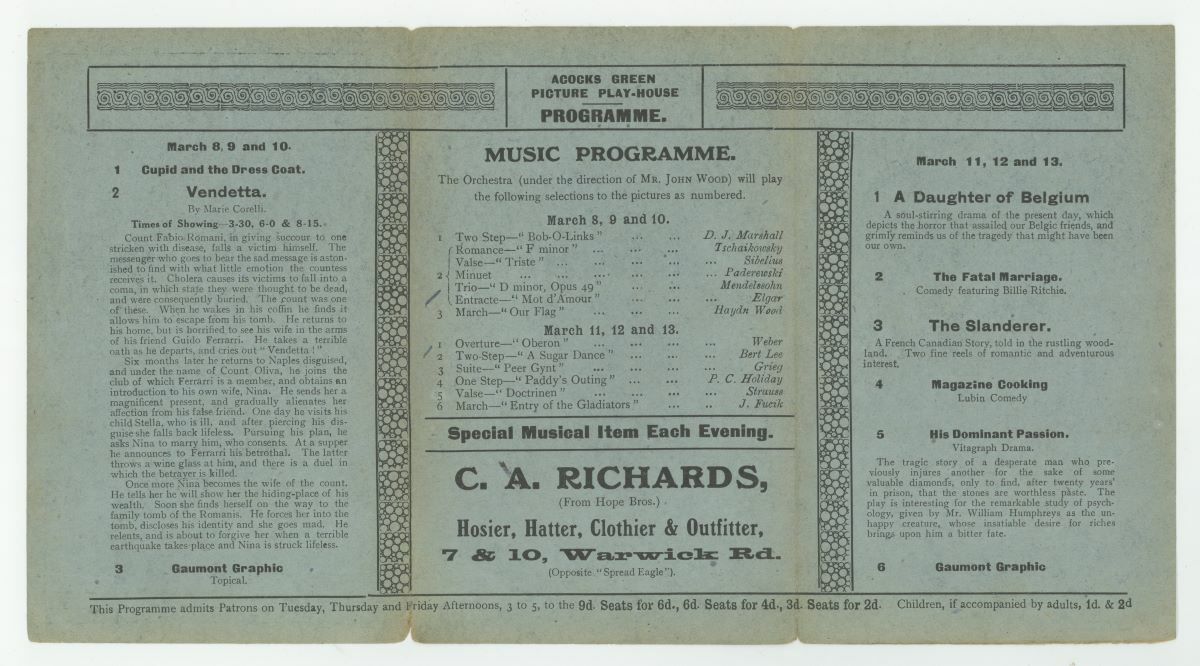 ACOCKS GREEN
PICTURE PLAY-HOUSE
PROGRAMME.
March 8, 9 and 10.
1 Cupid and the Dress Coat.
2 Vendetta.
By Marie Corelli.
Times of Showing—3-30, 6-0 & 8-15.
Count Fabio Romani, in giving succour to one
stricken with disease, falls a victim himself. The
messenger who goes to bear the sad message is aston-
ished to find with what little emotion the countess
receives it. Cholera causes its victims to fall into a
coma, in which state they were thought to be dead,
and were consequently buried. The count was one
of these. When he wakes in his coffin he finds it
allows him to escape from his tomb. He returns to
his home, but is horrified to see his wife in the arms
of his friend Guido Ferrarri. He takes a terrible
oath as he departs, and cries out "Vendetta!"
Six months later he returns to Naples disguised,
and under the name of Count Oliva, he joins the
club of which Ferrarri is a member, and obtains an
introduction to his own wife, Nina. He sends her a
magnificent present, and gradually alienates her
affection from his false friend. One day he visits his
child Stella, who is ill, and after piercing his dis-
guise she falls back lifeless. Pursuing his plan, he
asks Nina to marry him, who consents. At a supper
he announces to Ferrari his betrothal. The latter
throws a wine glass at him, and there is a duel in
which the betrayer is killed.
Once more Nina becomes the wife of the count.
He tells her he will show her the hiding-place of his
wealth. Soon she finds herself on the way to the
family tomb of the Romanis. He forces her into the
tomb, discloses his identity and she goes mad. He
relents, and is about to forgive her when a terrible
earthquake takes place and Nina is struck lifeless.
3 Gaumont Graphic
Topical.
MUSIC PROGRAMME.
The Orchestra (under the direction of MR. JOHN WOOD) will play
the following selections to the pictures as numbered.
March 8, 9 and 10.
1 Two Step—"Bob-O-Links" ... ... D. J. Marshall
Romance—"F minor" ... ... Tschaikowsky
Valse—"Triste" ... ... ... Sibelius
2 Minuet ... ... ... ... ... Paderewski
Trio—"D minor, Opus 49" ... ... Mendelssohn
Entracte—"Mot d'Amour" ... ... Elgar
3 March—"Our Flag" ... ... ... Haydn Wood
March 11, 12 and 13.
1 Overture—"Oberon" ... ... ... Weber
2 Two-Step—"A Sugar Dance" ... ... Bert Lee
3 Suite—"Peer Gynt" ... ... ... Grieg
4 One Step—"Paddy's Outing" ... ... P. C. Holiday
5 Valse—"Doctrinen" ... ... ... Strauss
6 March—"Entry of the Gladiators" ... .. J. Fucik
Special Musical Item Each Evening.
C. A. RICHARDS,
(From Hope Bros.)
Hosier, Hatter, Clothier & Outfitter,
7 & 10, Warwick Rd.
(Opposite "Spread Eagle").
March 11, 12 and 13.
1 A Daughter of Belgium
A soul-stirring drama of the present day, which
depicts the horror that assailed our Belgic friends, and
grimly reminds us of the tragedy that might have been
our own.
2 The Fatal Marriage.
Comedy featuring Billie Ritchie.
3 The Slanderer.
A French Canadian Story, told in the rustling wood-
land. Two fine reels of romantic and adventurous
interest.
4 Magazine Cooking
Lubin Comedy
5 His Dominant Passion.
Vitagraph Drama.
The tragic story of a desperate man who pre-
viously injures another for the sake of some
valuable diamonds, only to find, after twenty years'
in prison, that the stones are worthless paste. The
play is interesting for the remarkable study of psych-
ology, given by Mr. William Humphreys as the un-
happy creature, whose insatiable desire for riches
brings upon him a bitter fate.
6 Gaumont Graphic
This Programme admits Patrons on Tuesday, Thursday and Friday Afternoons, 3 to 5, to the 9d. Seats for 6d., 6d. Seats for 4d., 3d. Seats for 2d. Children, if accompanied by adults, 1d. & 2d